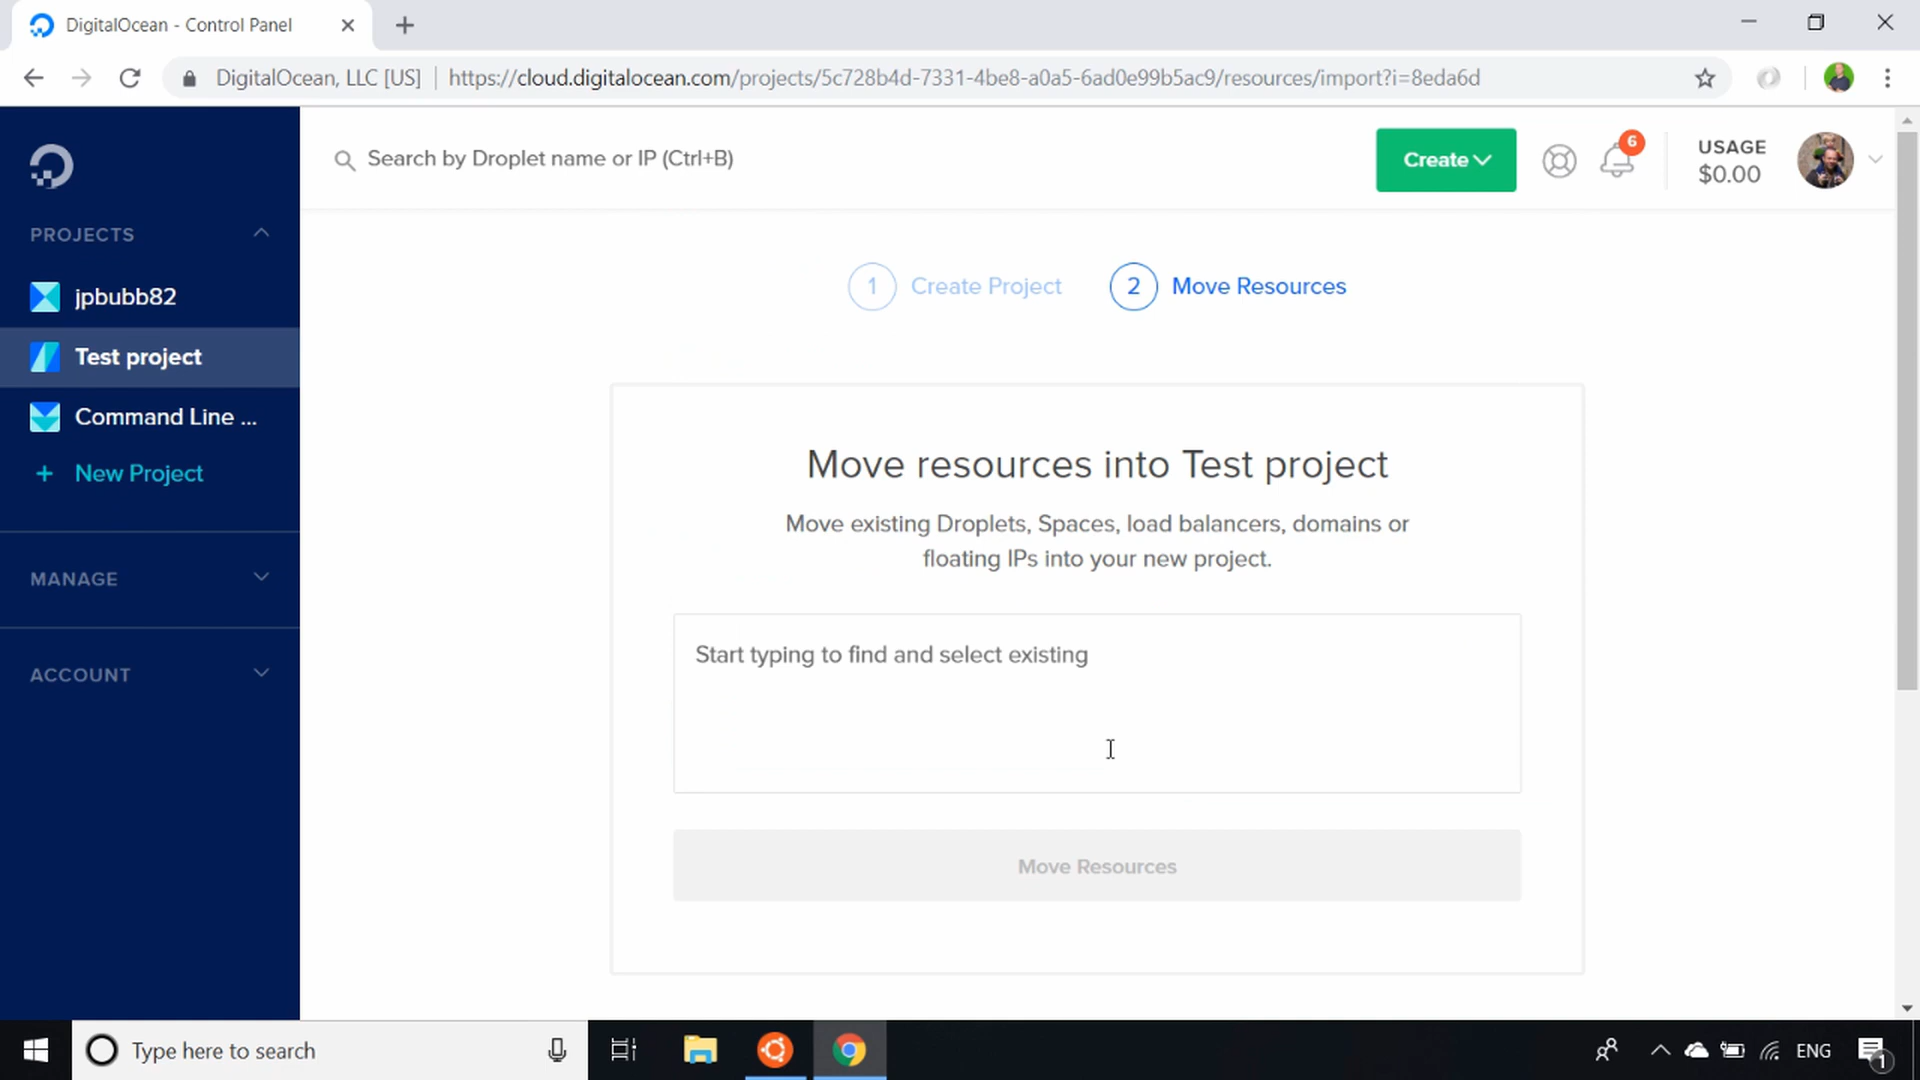 DigitalOcean - Control Panel
DigitalOcean, LLC [US]
https://cloud.digitalocean.com/projects/5c728b4d-7331-4be8-a0a5-6ad0e99b5ac9/resources/import?i=8eda6d
Search by Droplet name or IP (Ctrl+B)
Create
6
USAGE
$0.00
PROJECTS
jpbubb82
Test project
Command Line ...
+ New Project
MANAGE
ACCOUNT
1 Create Project
2 Move Resources
Move resources into Test project
Move existing Droplets, Spaces, load balancers, domains or
floating IPs into your new project.
Start typing to find and select existing
Move Resources
Type here to search
ENG
1